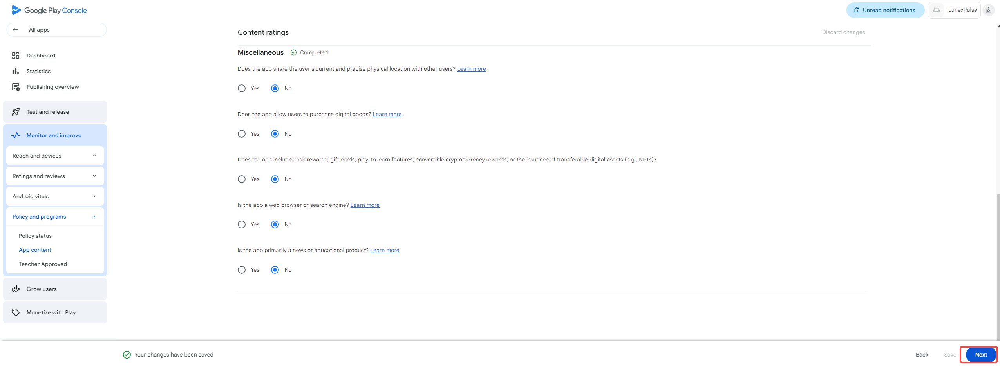 Google Play Console
Unread notifications
LunexPulse
All apps
Dashboard
Statistics
Publishing overview
Test and release
Monitor and improve
Reach and devices
Ratings and reviews
Android vitals
Policy and programs
Policy status
App content
Teacher Approved
Grow users
Monetize with Play
Content ratings
Discard changes
Miscellaneous Completed
Does the app share the user's current and precise physical location with other users? Learn more
Yes No
Does the app allow users to purchase digital goods? Learn more
Yes No
Does the app include cash rewards, gift cards, play-to-earn features, convertible cryptocurrency rewards, or the issuance of transferable digital assets (e.g., NFTs)?
Yes No
Is the app a web browser or search engine? Learn more
Yes No
Is the app primarily a news or educational product? Learn more
Yes No
Your changes have been saved
Back Save Next